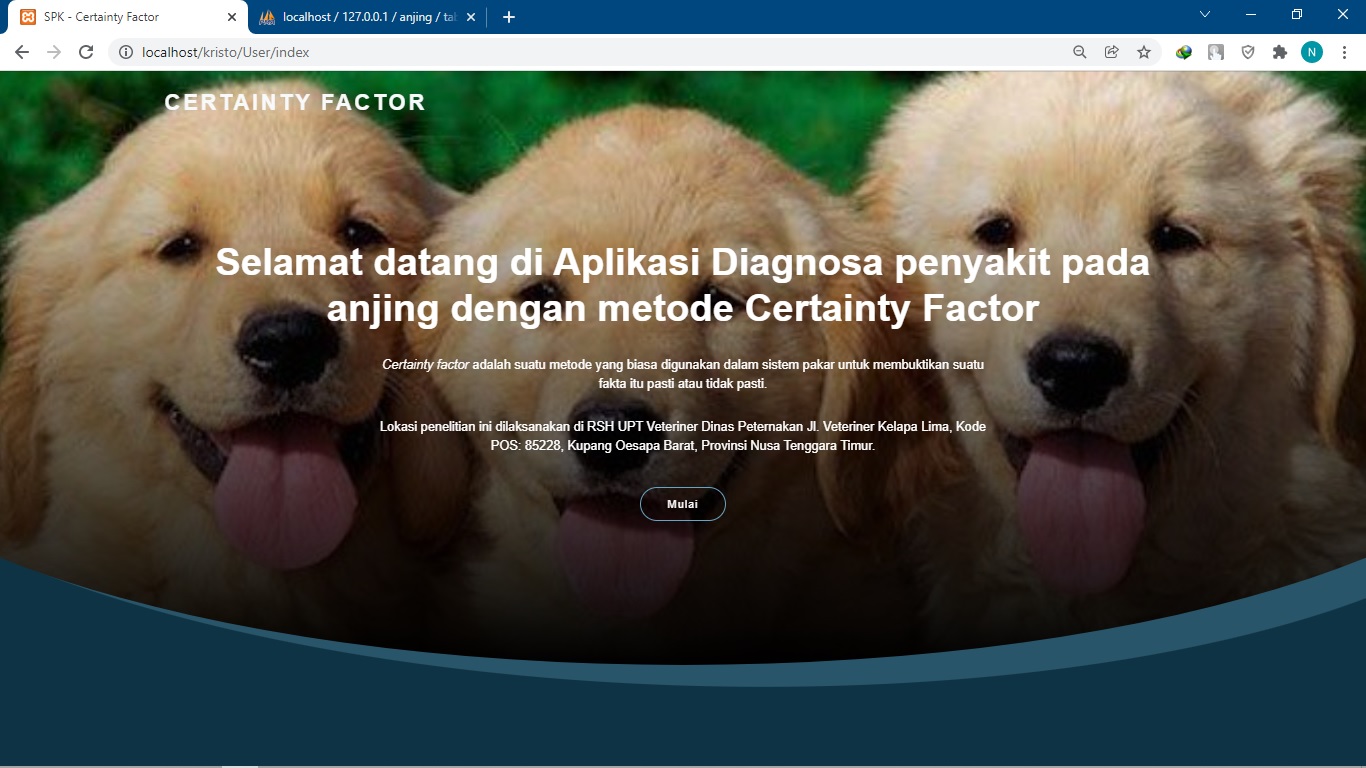 SPK - Certainty Factor
localhost / 127.0.0.1 / anjing / tab
localhost/kristo/User/index
N
CERTAINTY FACTOR
Selamat datang di Aplikasi Diagnosa penyakit pada
anjing dengan metode Certainty Factor
Certainty factor adalah suatu metode yang biasa digunakan dalam sistem pakar untuk membuktikan suatu
fakta itu pasti atau tidak pasti.
Lokasi penelitian ini dilaksanakan di RSH UPT Veteriner Dinas Peternakan Jl. Veteriner Kelapa Lima, Kode
POS: 85228, Kupang Oesapa Barat, Provinsi Nusa Tenggara Timur.
Mulai